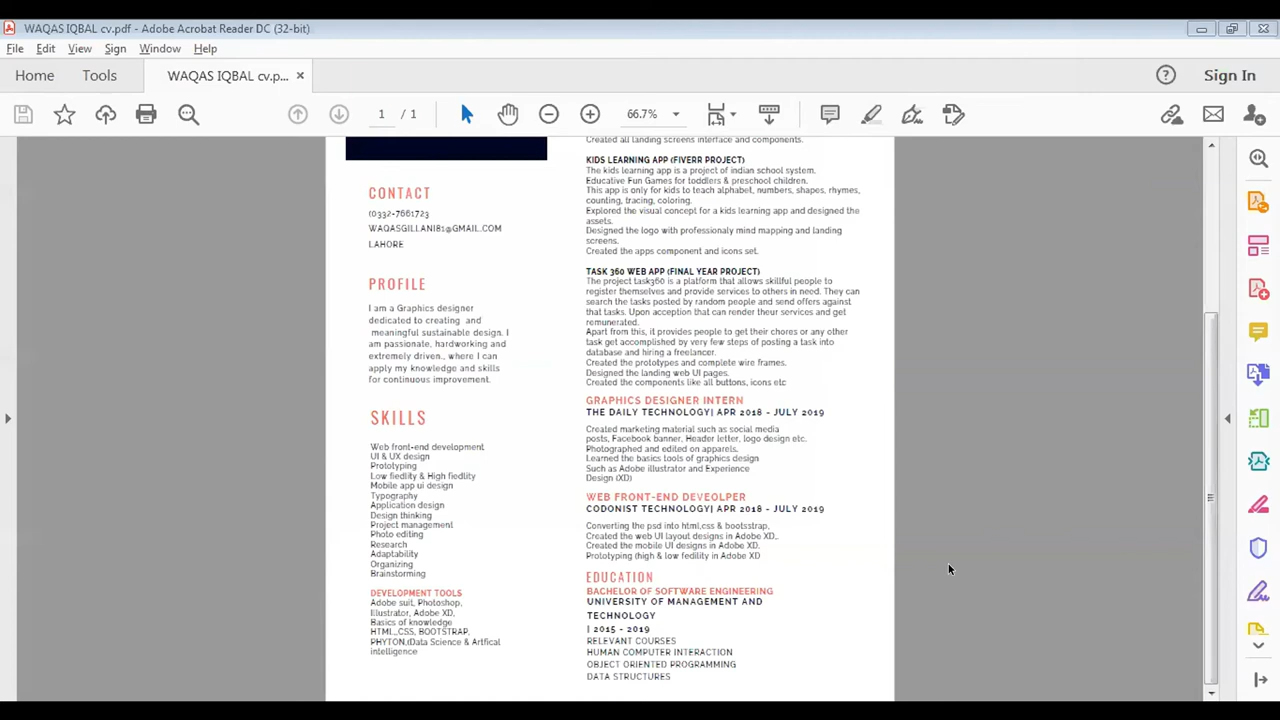 WAQAS IQBAL cv.pdf - Adobe Acrobat Reader DC (32-bit)
File Edit View Sign Window Help
Home Tools WAQAS IQBAL cv.p... × Sign In
1 / 1 66.7%
CONTACT
(0332-7661723
WAQASGILLANI81@GMAIL.COM
LAHORE
PROFILE
I am a Graphics designer
dedicated to creating and
meaningful sustainable design. I
am passionate, hardworking and
extremely driven., where I can
apply my knowledge and skills
for continuous improvement.
SKILLS
Web front-end development
UI & UX design
Prototyping
Low fiedlity & High fiedlity
Mobile app ui design
Typography
Application design
Design thinking
Project management
Photo editing
Research
Adaptability
Organizing
Brainstorming
DEVELOPMENT TOOLS
Adobe suit, Photoshop,
Illustrator, Adobe XD,
Basics of knowledge
HTML,CSS, BOOTSTRAP,
PHYTON,(Data Science & Artfical
intelligence
Created all landing screens interface and components.
KIDS LEARNING APP (FIVERR PROJECT)
The kids learning app is a project of indian school system.
Educative Fun Games for toddlers & preschool children.
This app is only for kids to teach alphabet, numbers, shapes, rhymes,
counting, tracing, coloring.
Explored the visual concept for a kids learning app and designed the
assets.
Designed the logo with professionaly mind mapping and landing
screens.
Created the apps component and icons set.
TASK 360 WEB APP (FINAL YEAR PROJECT)
The project task360 is a platform that allows skillful people to
register themselves and provide services to others in need. They can
search the tasks posted by random people and send offers against
that tasks. Upon acception that can render theur services and get
remunerated.
Apart from this, it provides people to get their chores or any other
task get accomplished by very few steps of posting a task into
database and hiring a freelancer.
Created the prototypes and complete wire frames.
Designed the landing web UI pages.
Created the components like all buttons, icons etc
GRAPHICS DESIGNER INTERN
THE DAILY TECHNOLOGY| APR 2018 - JULY 2019
Created marketing material such as social media
posts, Facebook banner, Header letter, logo design etc.
Photographed and edited on apparels.
Learned the basics tools of graphics design
Such as Adobe illustrator and Experience
Design (XD)
WEB FRONT-END DEVEOLPER
CODONIST TECHNOLOGY| APR 2018 - JULY 2019
Converting the psd into html,css & bootsstrap,
Created the web UI layout designs in Adobe XD,.
Created the mobile UI designs in Adobe XD.
Prototyping (high & low fedility in Adobe XD
EDUCATION
BACHELOR OF SOFTWARE ENGINEERING
UNIVERSITY OF MANAGEMENT AND
TECHNOLOGY
| 2015 - 2019
RELEVANT COURSES
HUMAN COMPUTER INTERACTION
OBJECT ORIENTED PROGRAMMING
DATA STRUCTURES